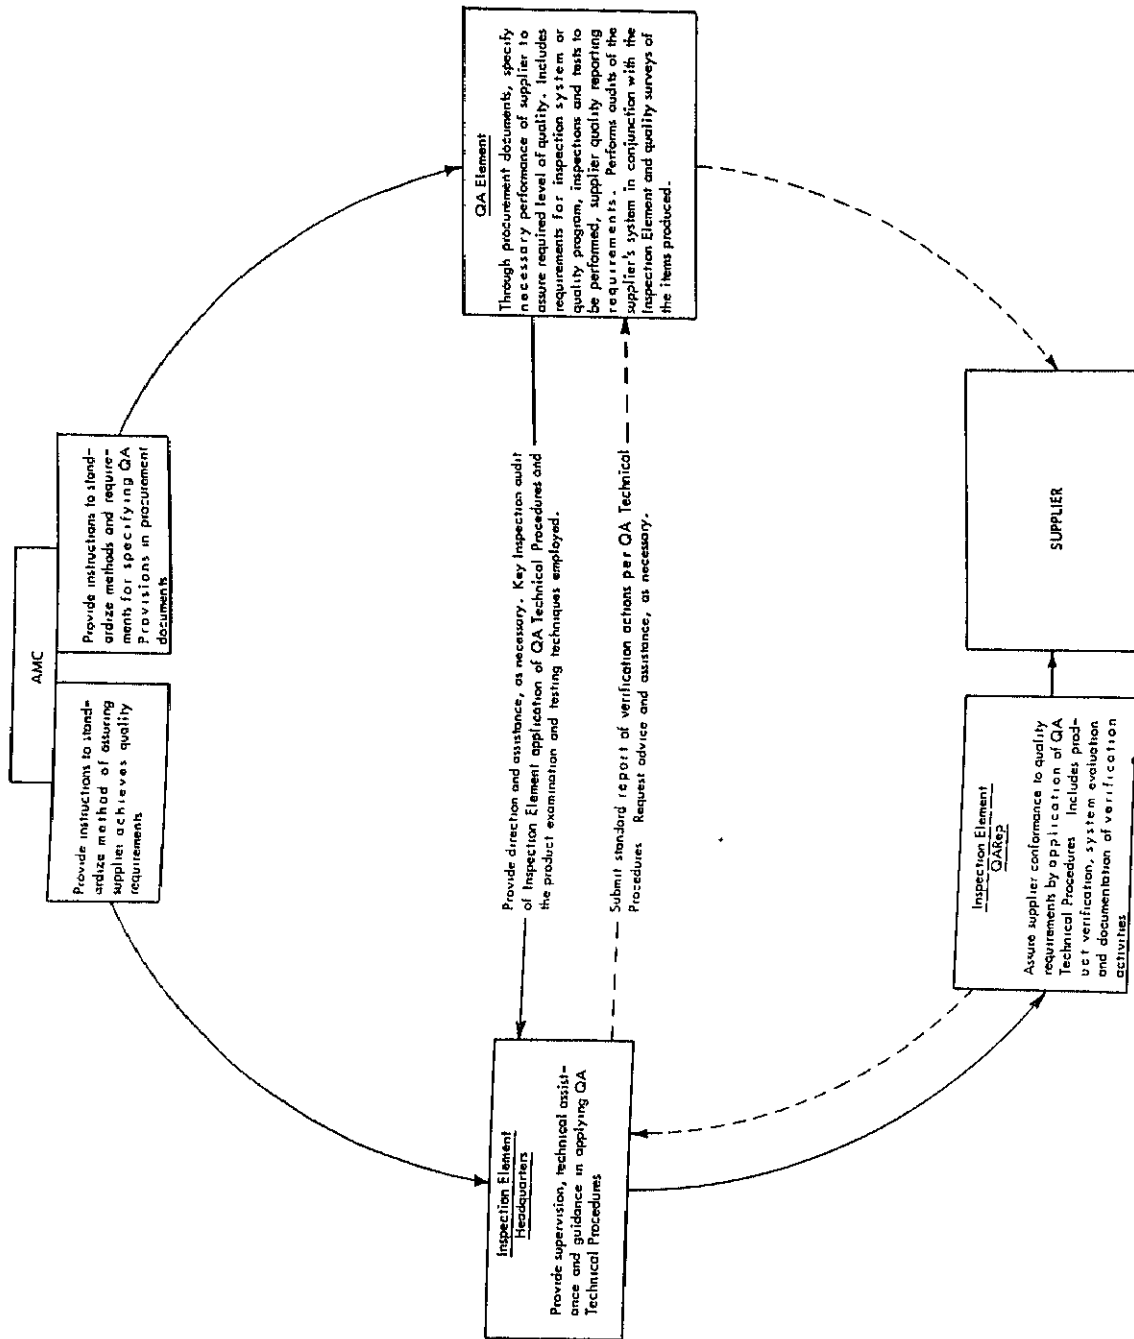 AMC
Provide instructions to stand-
ardize method of assuring
supplier achieves quality
requirements
Provide instructions to stand-
ardize methods and require-
ments for specifying QA
Provisions in procurement
documents
Inspection Element
Headquarters
Provide supervision, technical assist-
ance and guidance in applying QA
Technical Procedures
Provide direction and assistance, as necessary. Key Inspection audit
of Inspection Element application of QA Technical Procedures and
the product examination and testing techniques employed.
Submit standard report of verification actions per QA Technical
Procedures Request advice and assistance, as necessary.
QA Element
Through procurement documents, specify
necessary performance of supplier to
assure required level of quality. Includes
requirements for inspection system or
quality program, inspections and tests to
be performed, supplier quality reporting
requirements. Performs audits of the
supplier's system in conjunction with the
Inspection Element and quality surveys of
the items produced.
Inspection Element
QARep
Assure supplier conformance to quality
requirements by application of QA
Technical Procedures Includes prod-
uct verification, system evaluation
and documentation of verification
activities
SUPPLIER